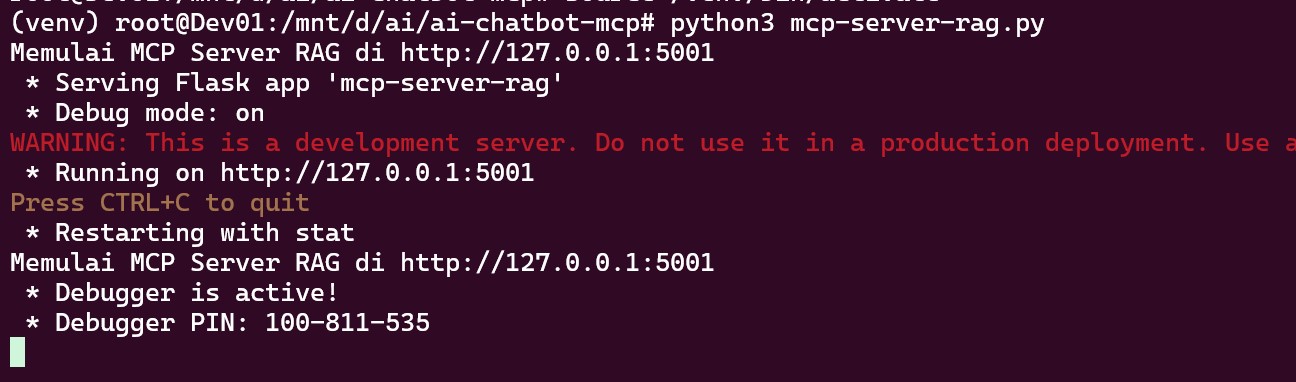 (venv) root@Dev01:/mnt/d/ai/ai-chatbot-mcp# python3 mcp-server-rag.py
Memulai MCP Server RAG di http://127.0.0.1:5001
 * Serving Flask app 'mcp-server-rag'
 * Debug mode: on
WARNING: This is a development server. Do not use it in a production deployment. Use a
 * Running on http://127.0.0.1:5001
Press CTRL+C to quit
 * Restarting with stat
Memulai MCP Server RAG di http://127.0.0.1:5001
 * Debugger is active!
 * Debugger PIN: 100-811-535